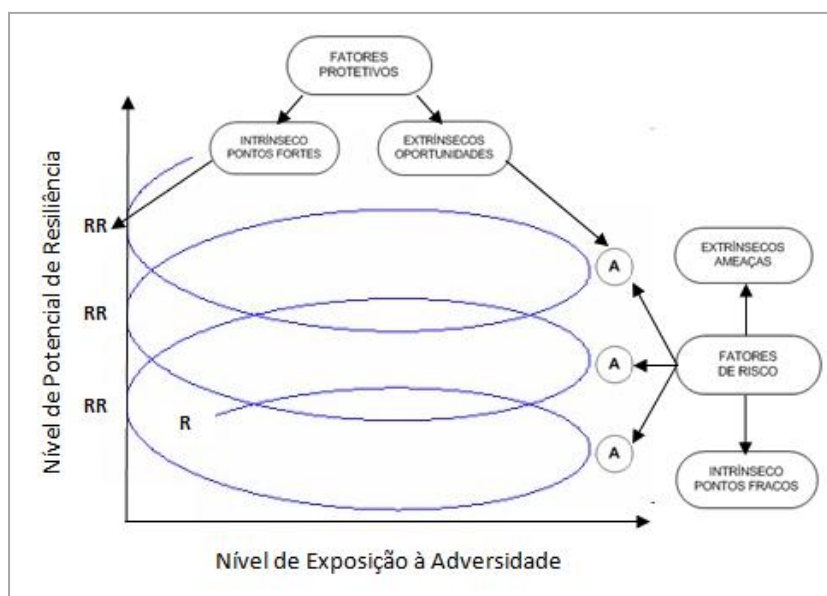 FATORES
PROTETIVOS
INTRÍNSECO
PONTOS FORTES
EXTRÍNSECOS
OPORTUNIDADES
Nível de Potencial de Resiliência
RR
RR
RR
R
A
A
A
EXTRÍNSECOS
AMEAÇAS
FATORES
DE RISCO
INTRÍNSECO
PONTOS FRACOS
Nível de Exposição à Adversidade